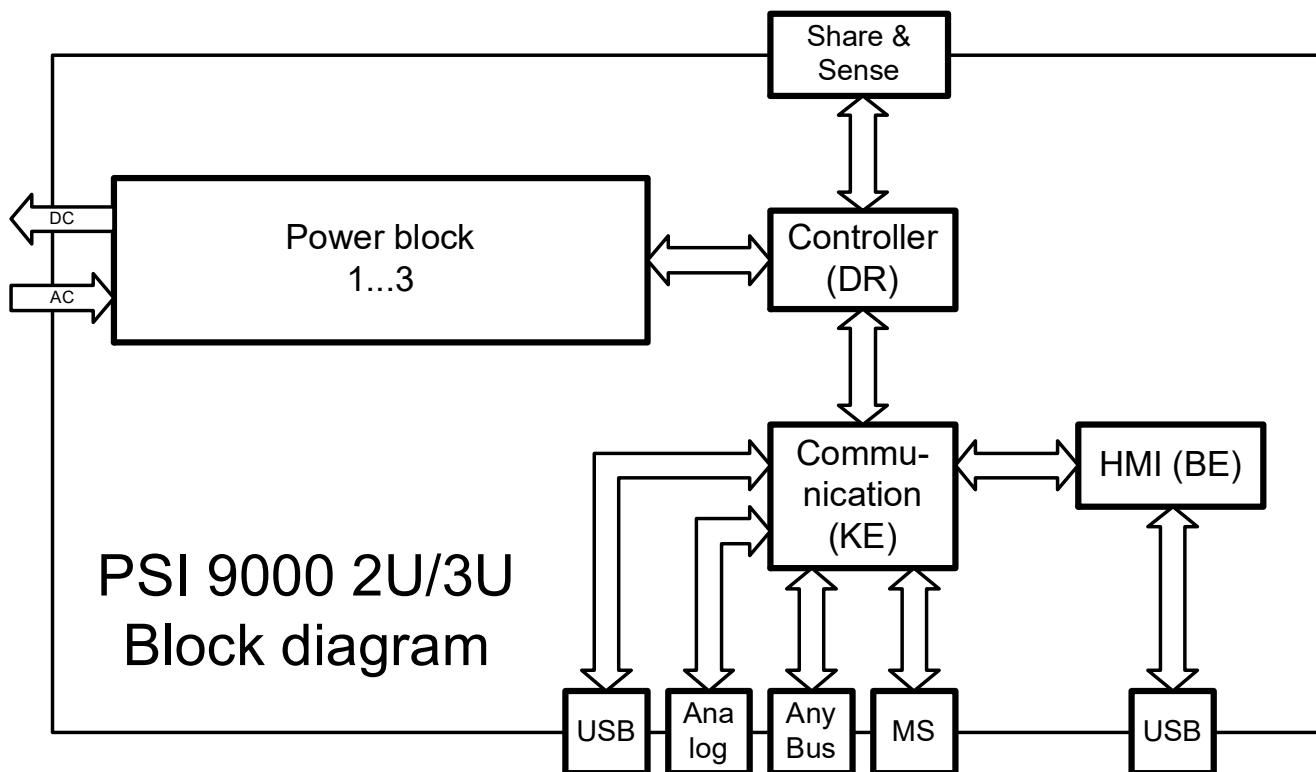 Share &
Sense
DC
AC
Power block
1...3
Controller
(DR)
Commu-
nication
(KE)
HMI (BE)
PSI 9000 2U/3U
Block diagram
USB
Ana
log
Any
Bus
MS
USB